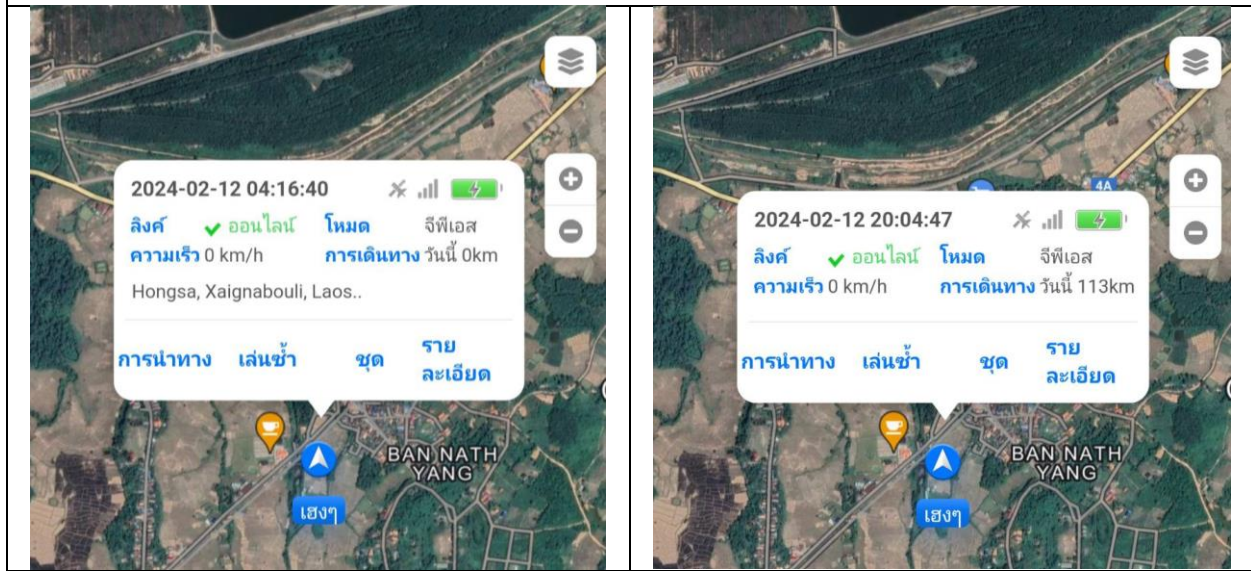 2024-02-12 04:16:40
ลิงค์ ออนไลน์ โหมด จีพีเอส
ความเร็ว 0 km/h การเดินทาง วันนี้ 0km
Hongsa, Xaignabouli, Laos..
การนำทาง เล่นซ้ำ ชุด ราย
ละเอียด
BAN NATH
YANG
เฮงๆ
4A
2024-02-12 20:04:47
ลิงค์ ออนไลน์ โหมด จีพีเอส
ความเร็ว 0 km/h การเดินทาง วันนี้ 113km
การนำทาง เล่นซ้ำ ชุด ราย
ละเอียด
BAN NATH
YANG
เฮงๆ